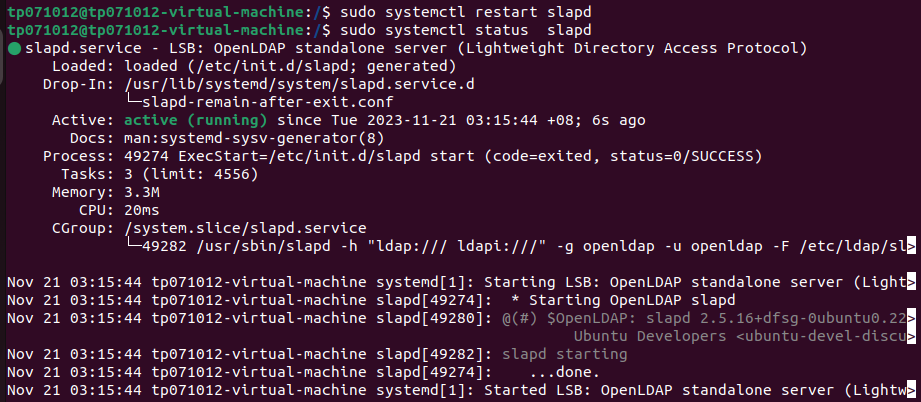 tp071012@tp071012-virtual-machine:/$ sudo systemctl restart slapd
tp071012@tp071012-virtual-machine:/$ sudo systemctl status  slapd
● slapd.service - LSB: OpenLDAP standalone server (Lightweight Directory Access Protocol)
     Loaded: loaded (/etc/init.d/slapd; generated)
    Drop-In: /usr/lib/systemd/system/slapd.service.d
             └─slapd-remain-after-exit.conf
     Active: active (running) since Tue 2023-11-21 03:15:44 +08; 6s ago
       Docs: man:systemd-sysv-generator(8)
    Process: 49274 ExecStart=/etc/init.d/slapd start (code=exited, status=0/SUCCESS)
      Tasks: 3 (limit: 4556)
     Memory: 3.3M
        CPU: 20ms
     CGroup: /system.slice/slapd.service
             └─49282 /usr/sbin/slapd -h "ldap:/// ldapi:///" -g openldap -u openldap -F /etc/ldap/sl>

Nov 21 03:15:44 tp071012-virtual-machine systemd[1]: Starting LSB: OpenLDAP standalone server (Light>
Nov 21 03:15:44 tp071012-virtual-machine slapd[49274]:  * Starting OpenLDAP slapd
Nov 21 03:15:44 tp071012-virtual-machine slapd[49280]: @(#) $OpenLDAP: slapd 2.5.16+dfsg-0ubuntu0.22>
                                                               Ubuntu Developers <ubuntu-devel-discu>
Nov 21 03:15:44 tp071012-virtual-machine slapd[49282]: slapd starting
Nov 21 03:15:44 tp071012-virtual-machine slapd[49274]:    ...done.
Nov 21 03:15:44 tp071012-virtual-machine systemd[1]: Started LSB: OpenLDAP standalone server (Lightw>